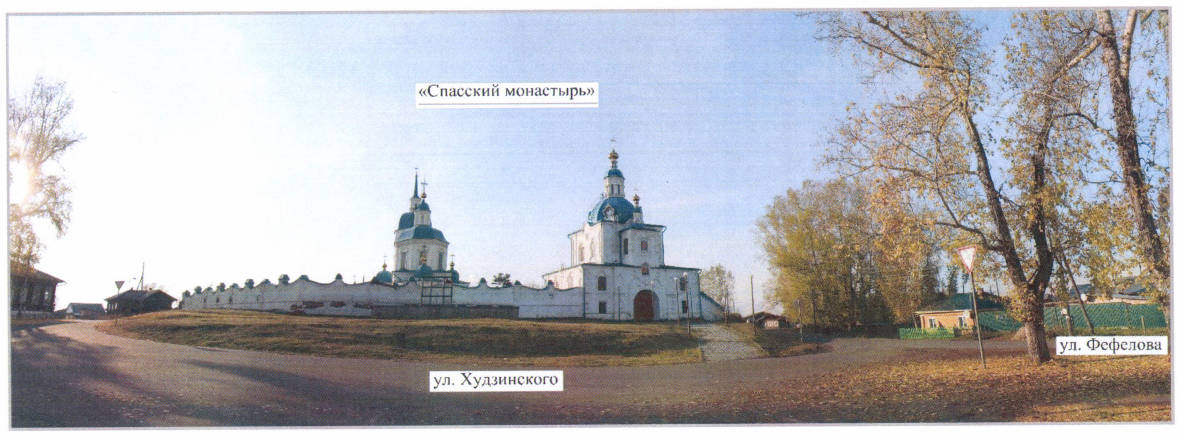 «Спасский монастырь»
ул. Фефелова
ул. Худзинского